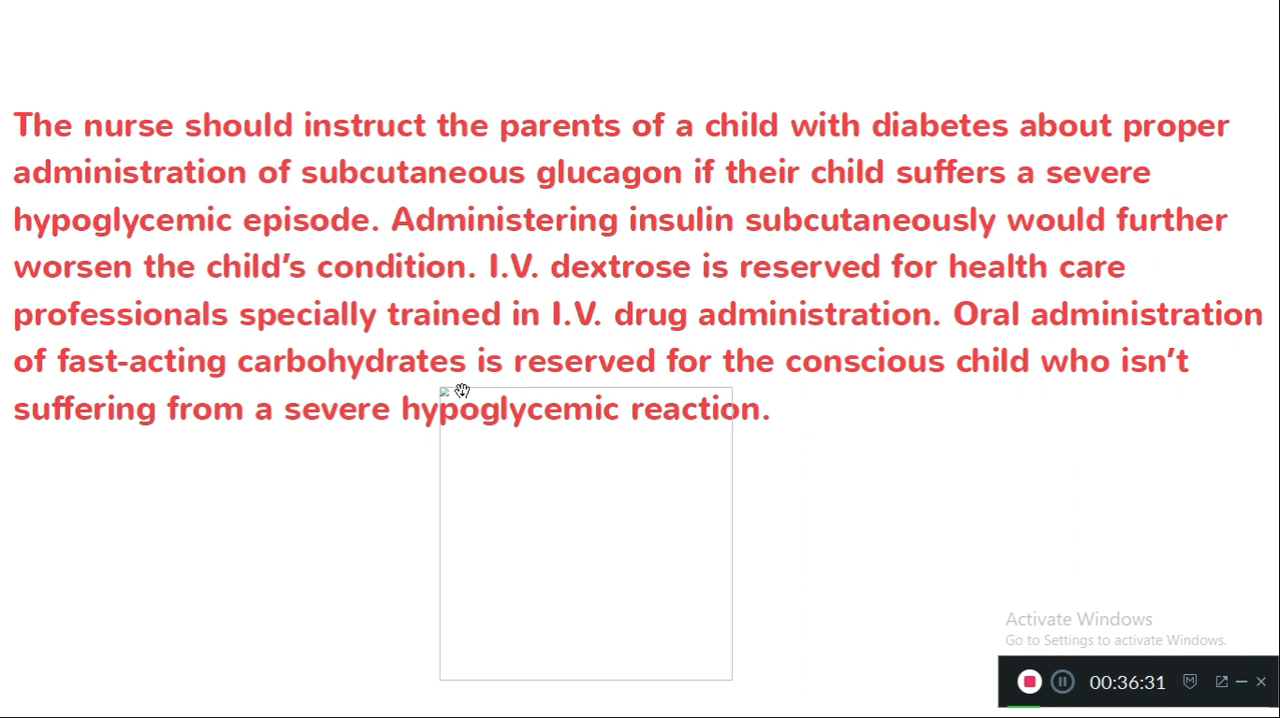 The nurse should instruct the parents of a child with diabetes about proper
administration of subcutaneous glucagon if their child suffers a severe
hypoglycemic episode. Administering insulin subcutaneously would further
worsen the child's condition. I.V. dextrose is reserved for health care
professionals specially trained in I.V. drug administration. Oral administration
of fast-acting carbohydrates is reserved for the conscious child who isn't
suffering from a severe hypoglycemic reaction.
Activate Windows
Go to Settings to activate Windows.
00:36:31